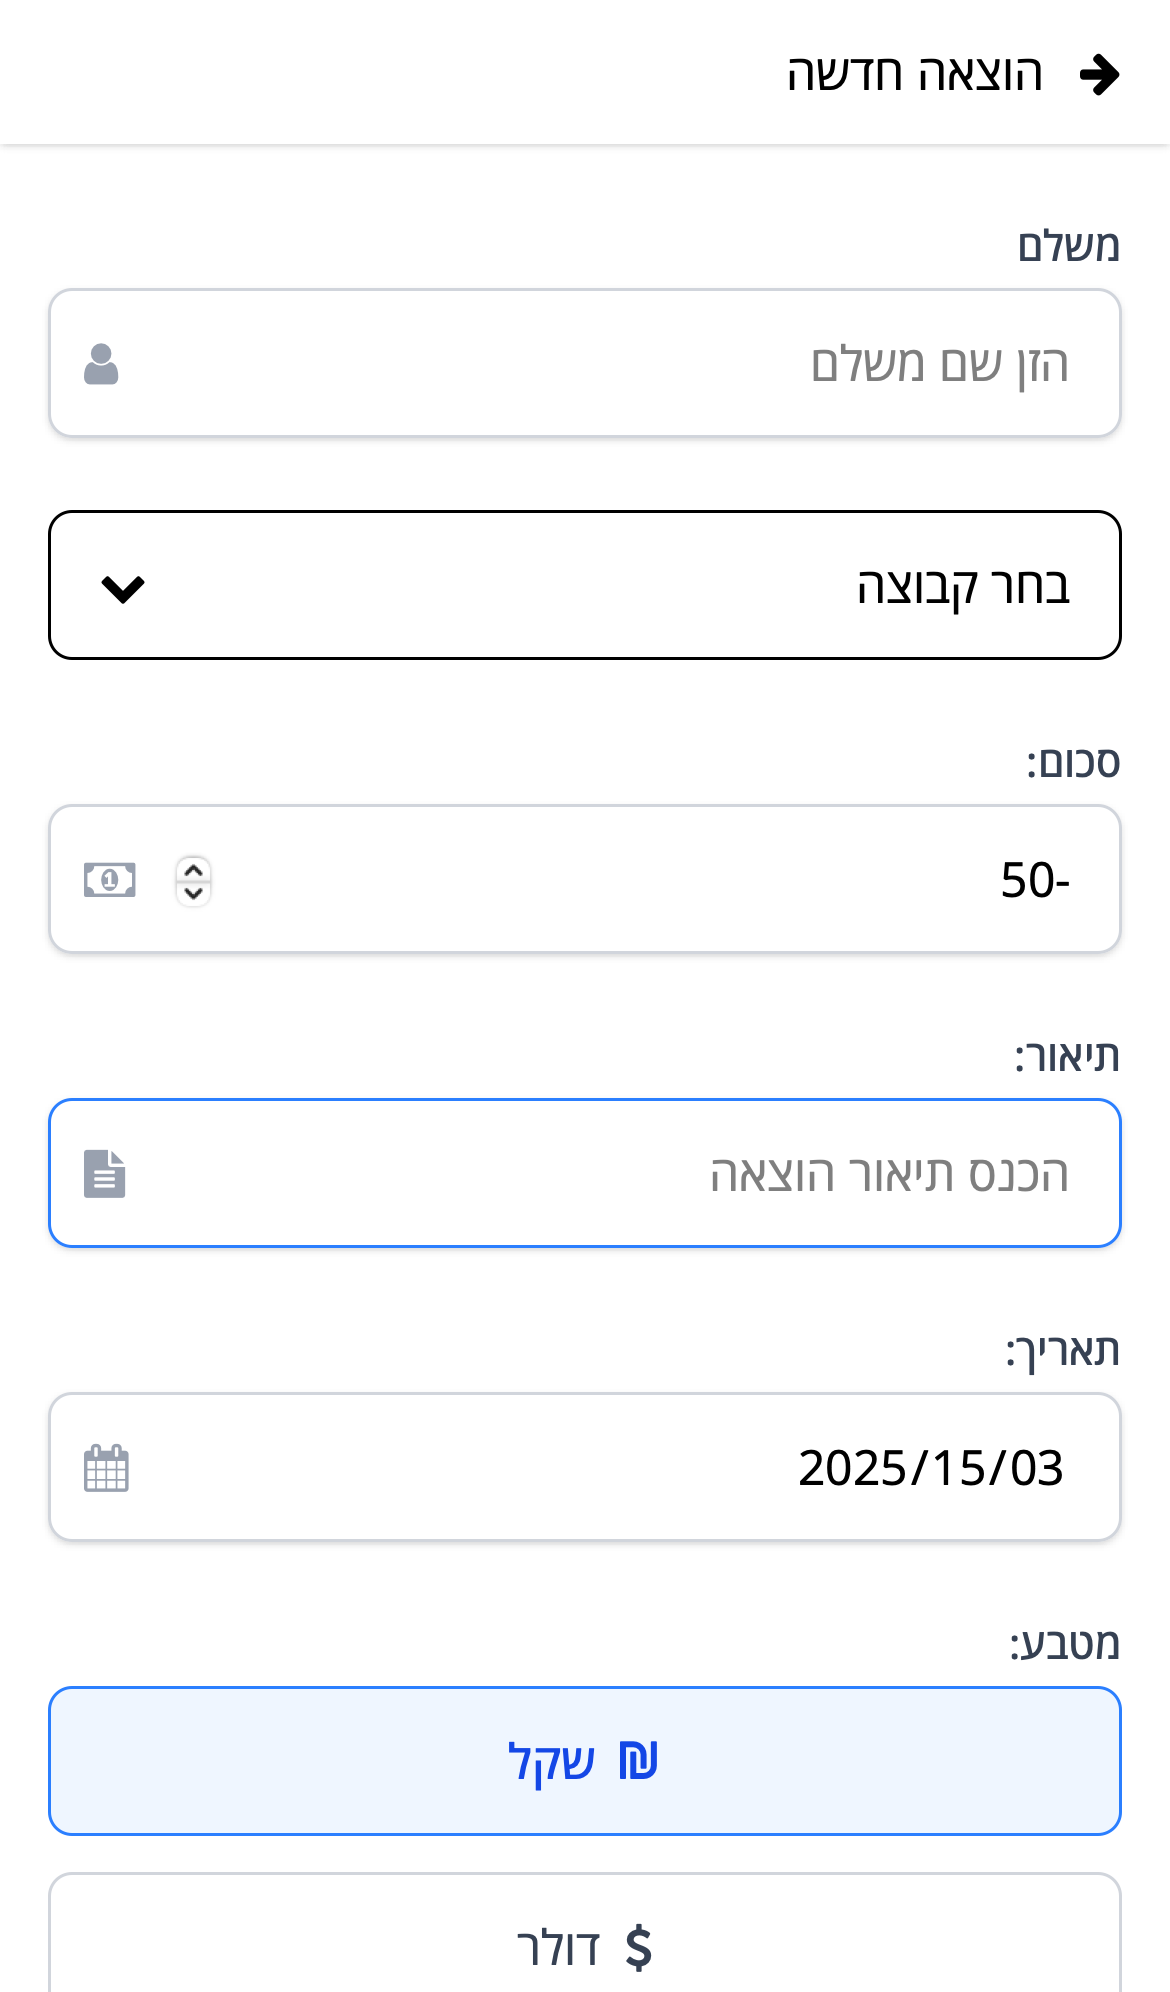 הוצאה חדשה
משלם
הזן שם משלם
בחר קבוצה
סכום:
50-
תיאור:
הכנס תיאור הוצאה
תאריך:
2025/15/03
מטבע:
₪ שקל
$ דולר